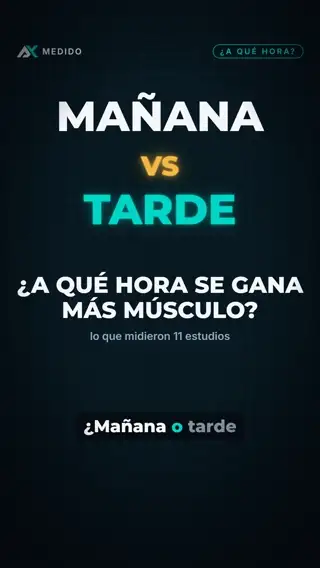 AX MEDIDO
¿A QUÉ HORA?
MAÑANA
VS
TARDE
¿A QUÉ HORA SE GANA
MÁS MÚSCULO?
lo que midieron 11 estudios
¿Mañana o tarde